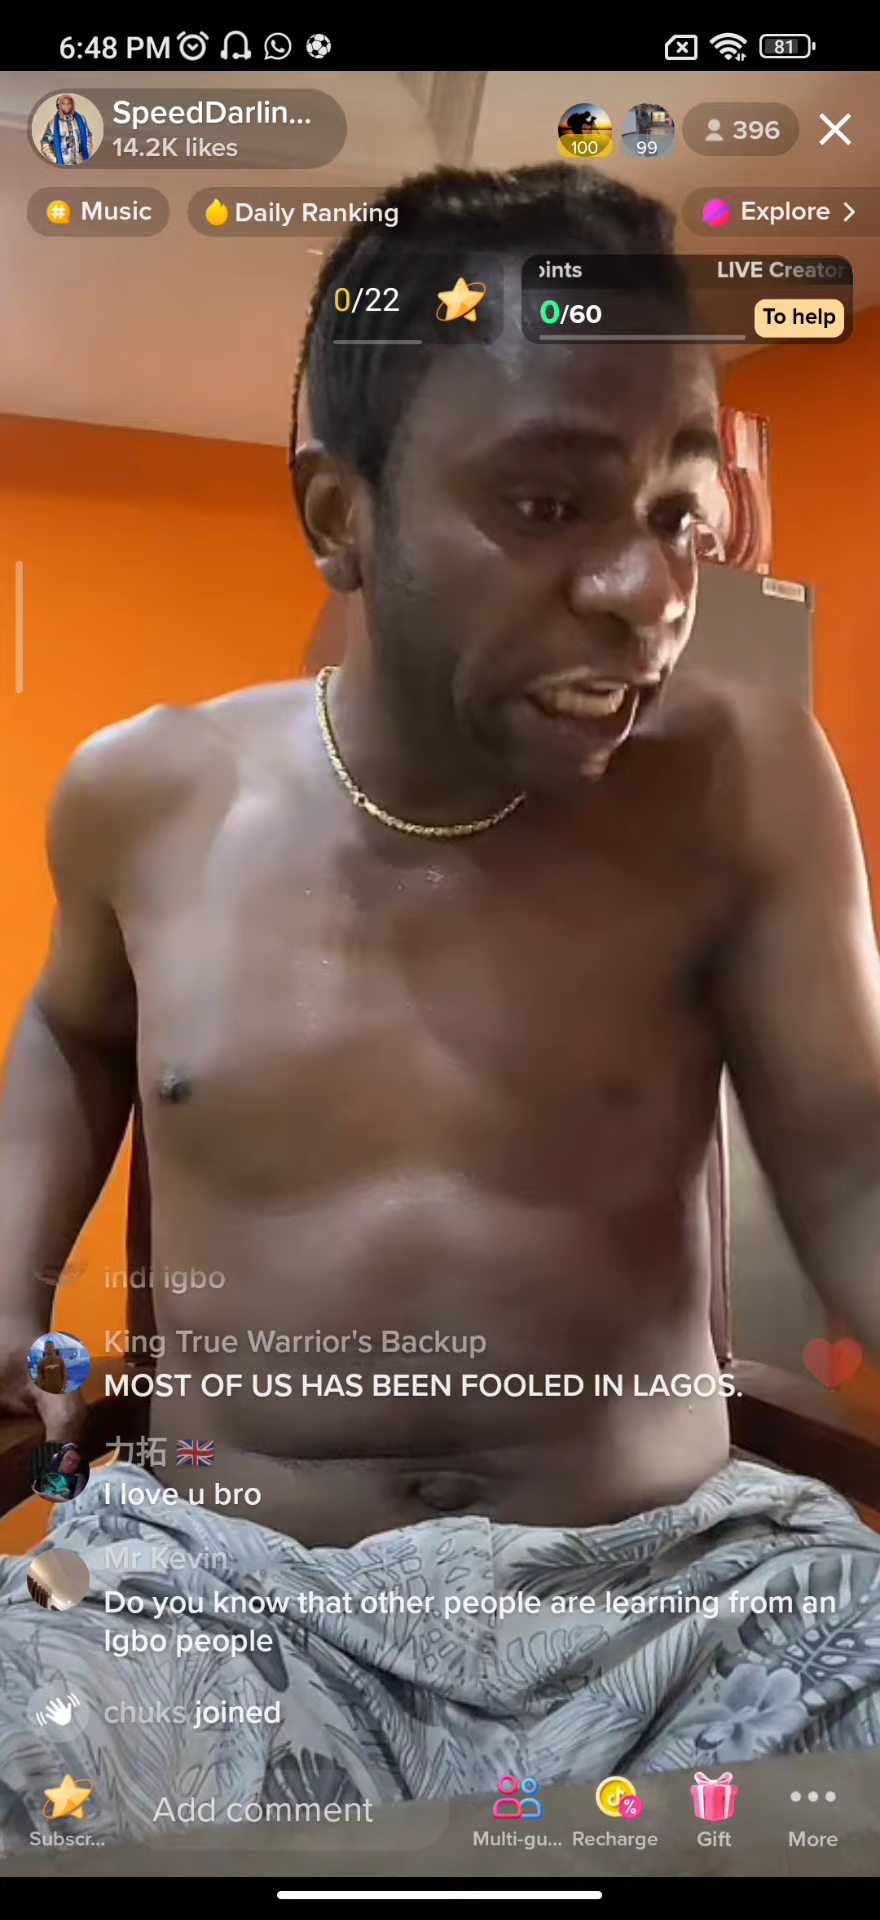 6:48 PM
81
SpeedDarlin...
14.2K likes
100
99
396
Music
Daily Ranking
Explore
0/22
oints
LIVE Creator
0/60
To help
indi igbo
King True Warrior's Backup
MOST OF US HAS BEEN FOOLED IN LAGOS.
力拓 🇬🇧
I love u bro
Mr Kevin
Do you know that other people are learning from an
Igbo people
chuks joined
Add comment
Subscr...
Multi-gu...
Recharge
Gift
More